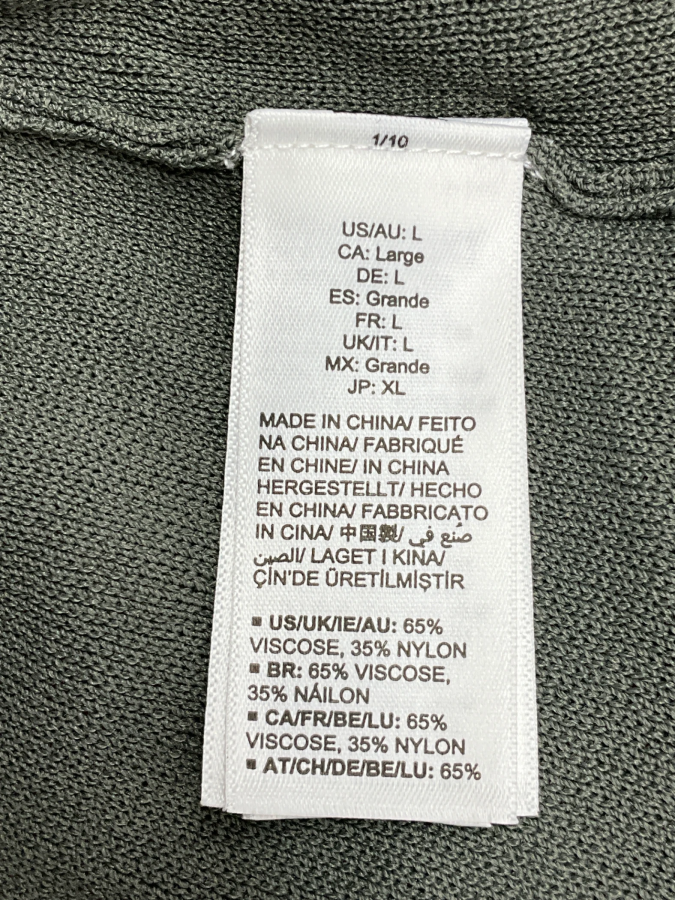 1/10
US/AU: L
CA: Large
DE: L
ES: Grande
FR: L
UK/IT: L
MX: Grande
JP: XL
MADE IN CHINA/ FEITO
NA CHINA/ FABRIQUÉ
EN CHINE/ IN CHINA
HERGESTELLT/ HECHO
EN CHINA/ FABBRICATO
IN CINA/ 中国製/ صُنع في
الصين/ LAGET I KINA/
ÇİN'DE ÜRETİLMİŞTİR
▪ US/UK/IE/AU: 65%
VISCOSE, 35% NYLON
▪ BR: 65% VISCOSE,
35% NÁILON
▪ CA/FR/BE/LU: 65%
VISCOSE, 35% NYLON
▪ AT/CH/DE/BE/LU: 65%